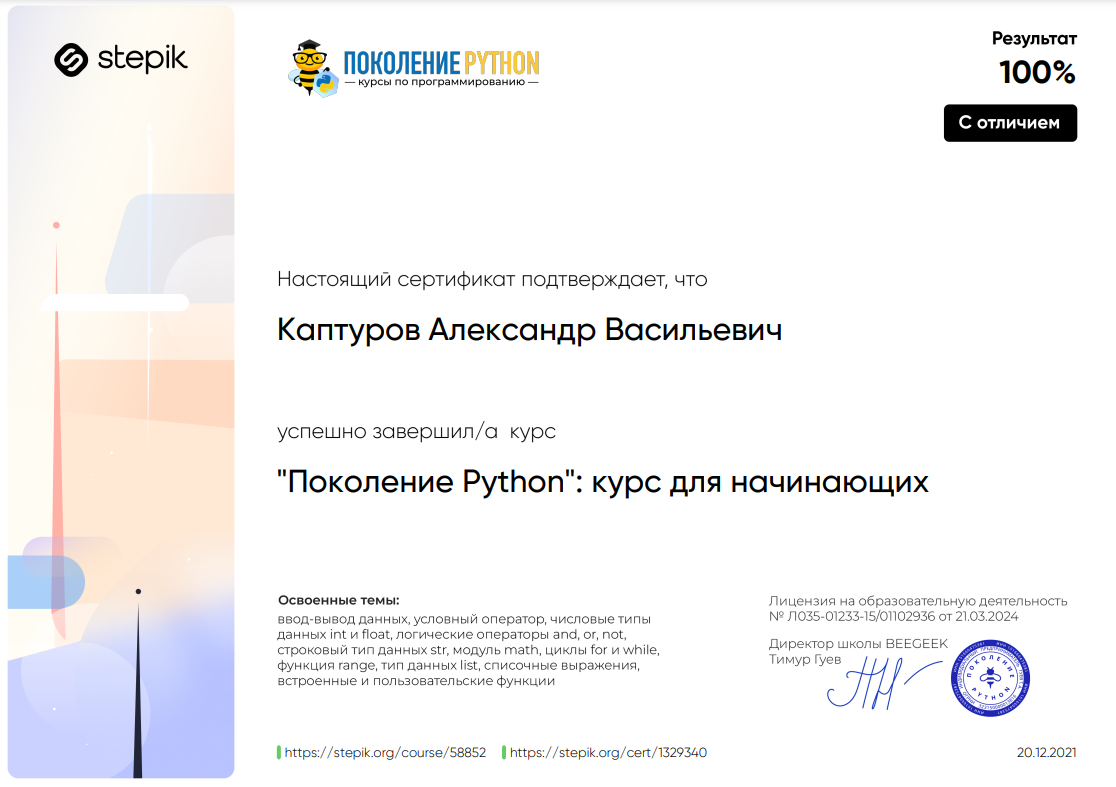 stepik
ПОКОЛЕНИЕ PYTHON
— курсы по программированию —
Результат
100%
С отличием
Настоящий сертификат подтверждает, что
Каптуров Александр Васильевич
успешно завершил/а курс
"Поколение Python": курс для начинающих
Освоенные темы:
ввод-вывод данных, условный оператор, числовые типы
данных int и float, логические операторы and, or, not,
строковый тип данных str, модуль math, циклы for и while,
функция range, тип данных list, списочные выражения,
встроенные и пользовательские функции
Лицензия на образовательную деятельность
№ Л035-01233-15/01102936 от 21.03.2024
Директор школы BEEGEEK
Тимур Гуев
ПОКОЛЕНИЕ
PYTHON
https://stepik.org/course/58852
https://stepik.org/cert/1329340
20.12.2021